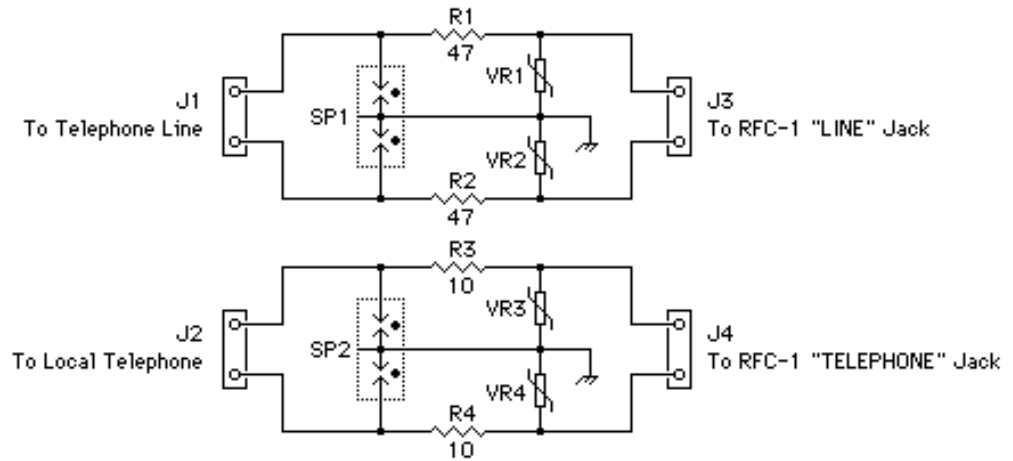 R1
47
VR1
J1
To Telephone Line
SP1
J3
To RFC-1 "LINE" Jack
VR2
R2
47
R3
10
VR3
J2
To Local Telephone
SP2
J4
To RFC-1 "TELEPHONE" Jack
VR4
R4
10